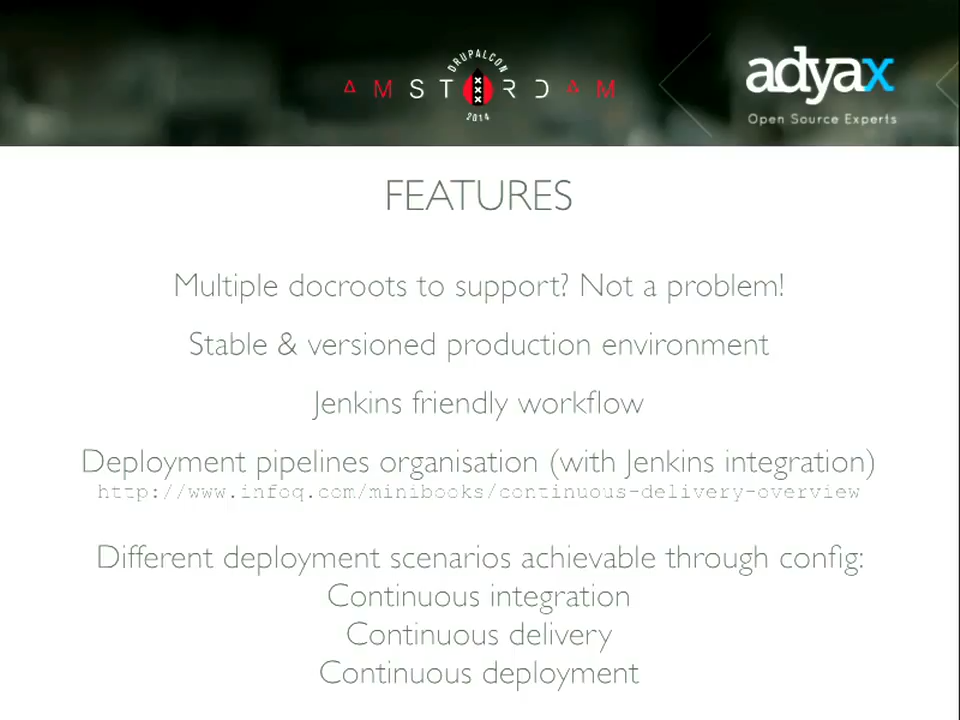 DRUPALCON
AMSTERDAM
2014
adyax
Open Source Experts
FEATURES
Multiple docroots to support? Not a problem!
Stable & versioned production environment
Jenkins friendly workflow
Deployment pipelines organisation (with Jenkins integration)
http://www.infoq.com/minibooks/continuous-delivery-overview
Different deployment scenarios achievable through config:
Continuous integration
Continuous delivery
Continuous deployment